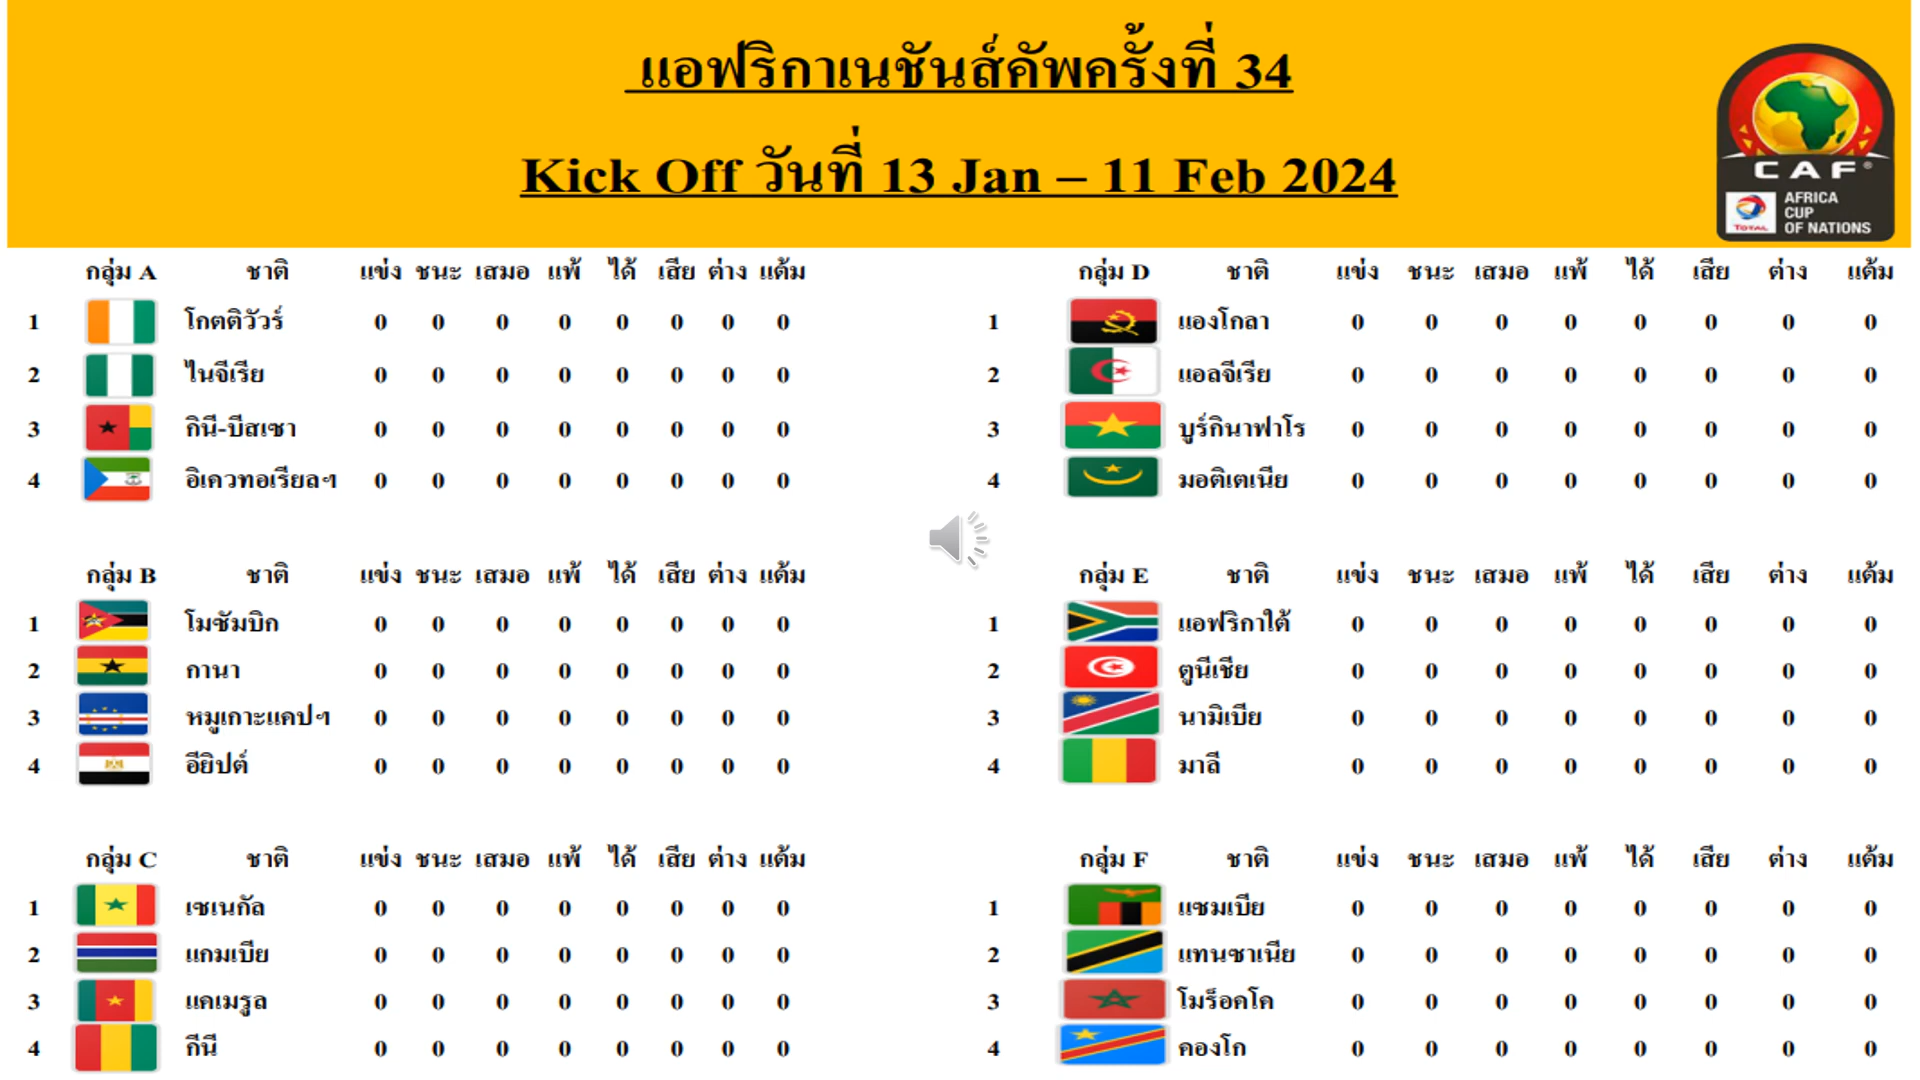 แอฟริกาเนชันส์คัพครั้งที่ 34
Kick Off วันที่ 13 Jan – 11 Feb 2024
CAF
TOTAL
AFRICA
CUP
OF NATIONS
กลุ่ม A ชาติ แข่ง ชนะ เสมอ แพ้ ได้ เสีย ต่าง แต้ม
1 โกตติวัวร์ 0 0 0 0 0 0 0 0
2 ไนจีเรีย 0 0 0 0 0 0 0 0
3 กินี-บีสเซา 0 0 0 0 0 0 0 0
4 อิเควทอเรียลฯ 0 0 0 0 0 0 0 0
กลุ่ม B ชาติ แข่ง ชนะ เสมอ แพ้ ได้ เสีย ต่าง แต้ม
1 โมซัมบิก 0 0 0 0 0 0 0 0
2 กานา 0 0 0 0 0 0 0 0
3 หมู่เกาะแคปฯ 0 0 0 0 0 0 0 0
4 อียิปต์ 0 0 0 0 0 0 0 0
กลุ่ม C ชาติ แข่ง ชนะ เสมอ แพ้ ได้ เสีย ต่าง แต้ม
1 เซเนกัล 0 0 0 0 0 0 0 0
2 แกมเบีย 0 0 0 0 0 0 0 0
3 แคเมรูล 0 0 0 0 0 0 0 0
4 กีนี 0 0 0 0 0 0 0 0
กลุ่ม D ชาติ แข่ง ชนะ เสมอ แพ้ ได้ เสีย ต่าง แต้ม
1 แองโกลา 0 0 0 0 0 0 0 0
2 แอลจีเรีย 0 0 0 0 0 0 0 0
3 บูร์กินาฟาโร 0 0 0 0 0 0 0 0
4 มอติเตเนีย 0 0 0 0 0 0 0 0
กลุ่ม E ชาติ แข่ง ชนะ เสมอ แพ้ ได้ เสีย ต่าง แต้ม
1 แอฟริกาใต้ 0 0 0 0 0 0 0 0
2 ตูนีเซีย 0 0 0 0 0 0 0 0
3 นามิเบีย 0 0 0 0 0 0 0 0
4 มาลี 0 0 0 0 0 0 0 0
กลุ่ม F ชาติ แข่ง ชนะ เสมอ แพ้ ได้ เสีย ต่าง แต้ม
1 แซมเบีย 0 0 0 0 0 0 0 0
2 แทนซาเนีย 0 0 0 0 0 0 0 0
3 โมร็อคโค 0 0 0 0 0 0 0 0
4 คองโก 0 0 0 0 0 0 0 0